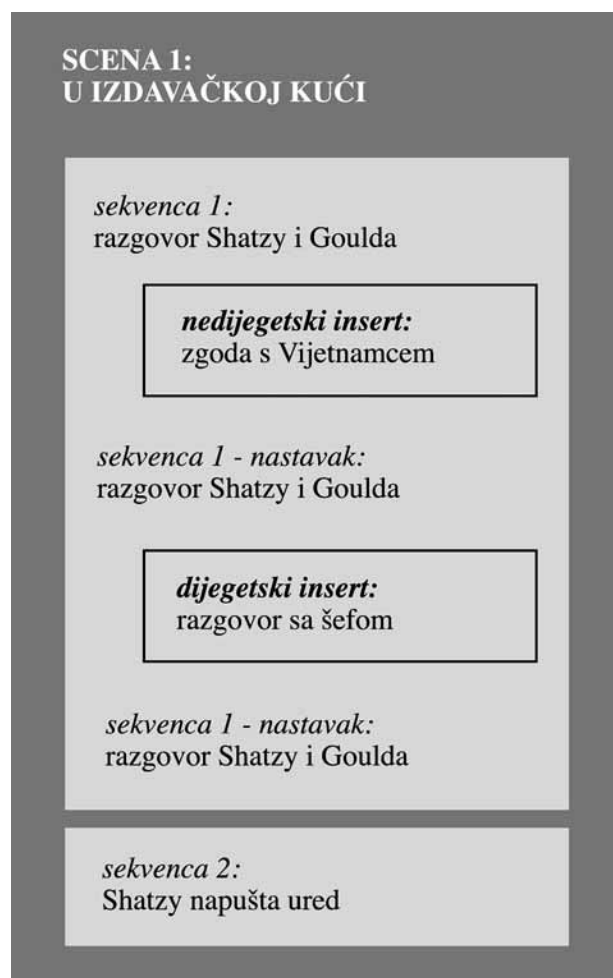 SCENA 1:
U IZDAVAČKOJ KUĆI
sekvenca 1:
razgovor Shatzy i Goulda
nedijegetski insert:
zgoda s Vijetnamcem
sekvenca 1 - nastavak:
razgovor Shatzy i Goulda
dijegetski insert:
razgovor sa šefom
sekvenca 1 - nastavak:
razgovor Shatzy i Goulda
sekvenca 2:
Shatzy napušta ured